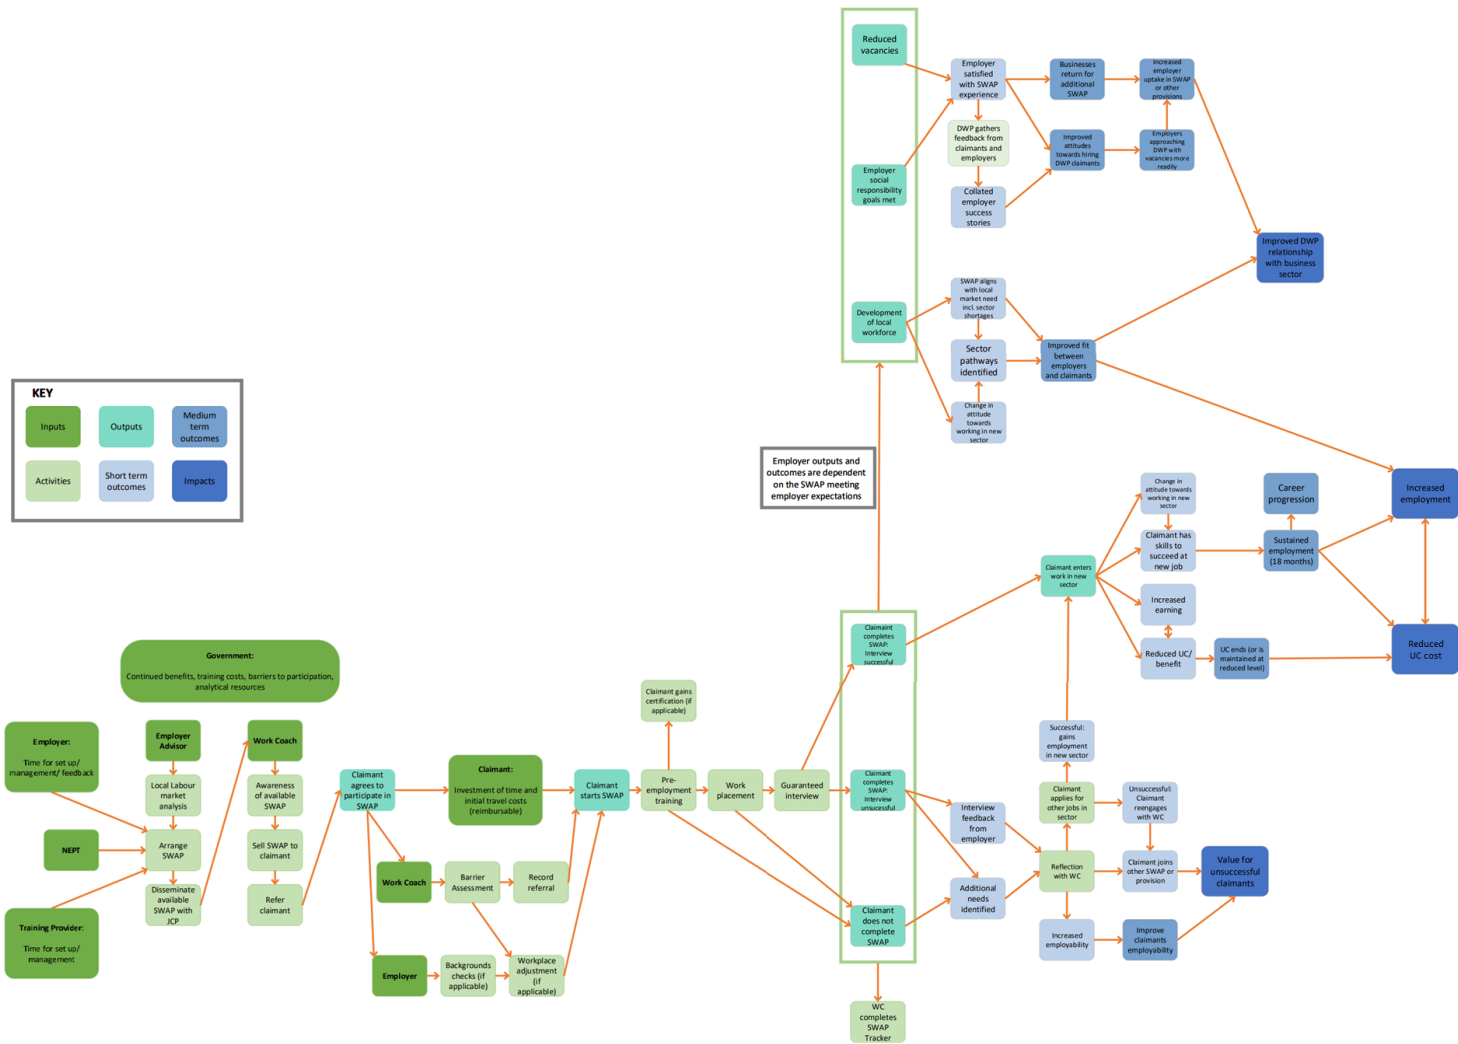 Reduced
vacancies
Employer
satisfied
with SWAP
experience
Businesses
return for
additional
SWAP
Increased
employer
uptake in SWAP
or other
provisions
DWP gathers
feedback from
claimants and
employers
Improved
attitudes
towards hiring
DWP claimants
Employers
approaching
DWP with
vacancies more
readily
Employer
social
responsibility
goals met
Collated
employer
success
stories
Improved DWP
relationship
with business
sector
SWAP aligns
with local
market need
incl. sector
shortages
Development
of local
workforce
Sector
pathways
identified
Improved fit
between
employers
and claimants
Change in
attitude
towards
working in new
sector
KEY
Inputs
Outputs
Medium
term
outcomes
Activities
Short term
outcomes
Impacts
Employer outputs and
outcomes are dependent
on the SWAP meeting
employer expectations
Change in
attitude towards
working in new
sector
Career
progression
Increased
employment
Claimant has
skills to
succeed at
new job
Sustained
employment
(18 months)
Claimant enters
work in new
sector
Increased
earning
Reduced UC/
benefit
UC ends (or is
maintained at
reduced level)
Reduced
UC cost
Claimaint
completes
SWAP:
Interview
successful
Government:
Continued benefits, training costs, barriers to participation,
analytical resources
Claimant gains
certification (if
applicable)
Employer:
Time for set up/
management/ feedback
Employer
Advisor
Work Coach
Successful:
gains
employment
in new sector
Local Labour
market
analysis
Awareness
of available
SWAP
Claimant
agrees to
participate in
SWAP
Claimant:
Investment of time and
initial travel costs
(reimbursable)
Claimant
starts SWAP
Pre-
employment
training
Work
placement
Guaranteed
interview
Claimant
completes
SWAP:
Interview
unsucessful
Interview
feedback
from
employer
Claimant
applies for
other jobs in
sector
Unsuccessful:
Claimant
reengages
with WC
NEPT
Arrange
SWAP
Sell SWAP to
claimant
Reflection
with WC
Claimant joins
other SWAP or
provision
Value for
unsuccessful
claimants
Work Coach
Barrier
Assessment
Record
referral
Disseminate
available
SWAP with
JCP
Refer
claimant
Additional
needs
identified
Training Provider:
Time for set up/
management
Claimant
does not
complete
SWAP
Increased
employability
Improve
claimants
employability
Employer
Backgrounds
checks (if
applicable)
Workplace
adjustment
(if
applicable)
WC
completes
SWAP
Tracker